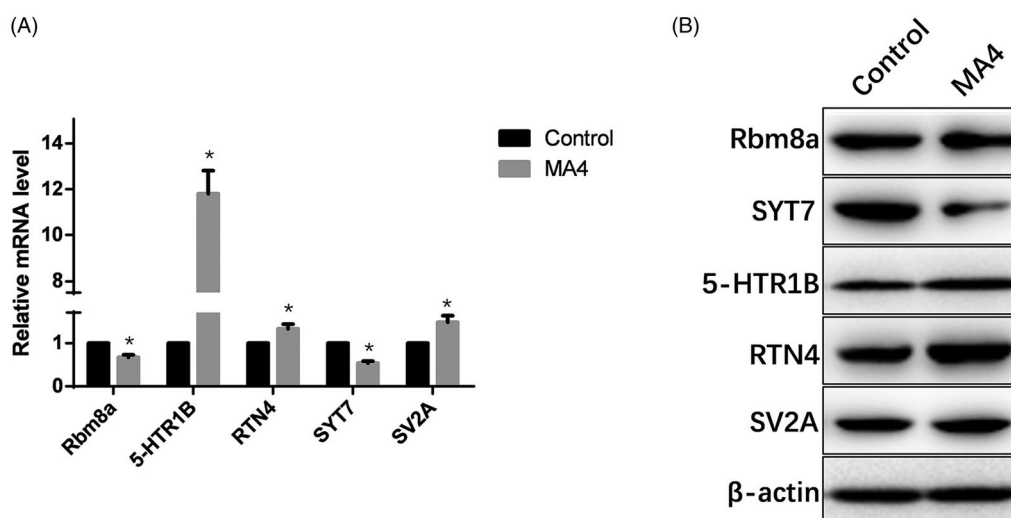 (A)
Relative mRNA level
14
12
10
8
1
0
*
*
*
*
*
Rbm8a
5-HTR1B
RTN4
SYT7
SV2A
Control
MA4
(B)
Control
MA4
Rbm8a
SYT7
5-HTR1B
RTN4
SV2A
β-actin